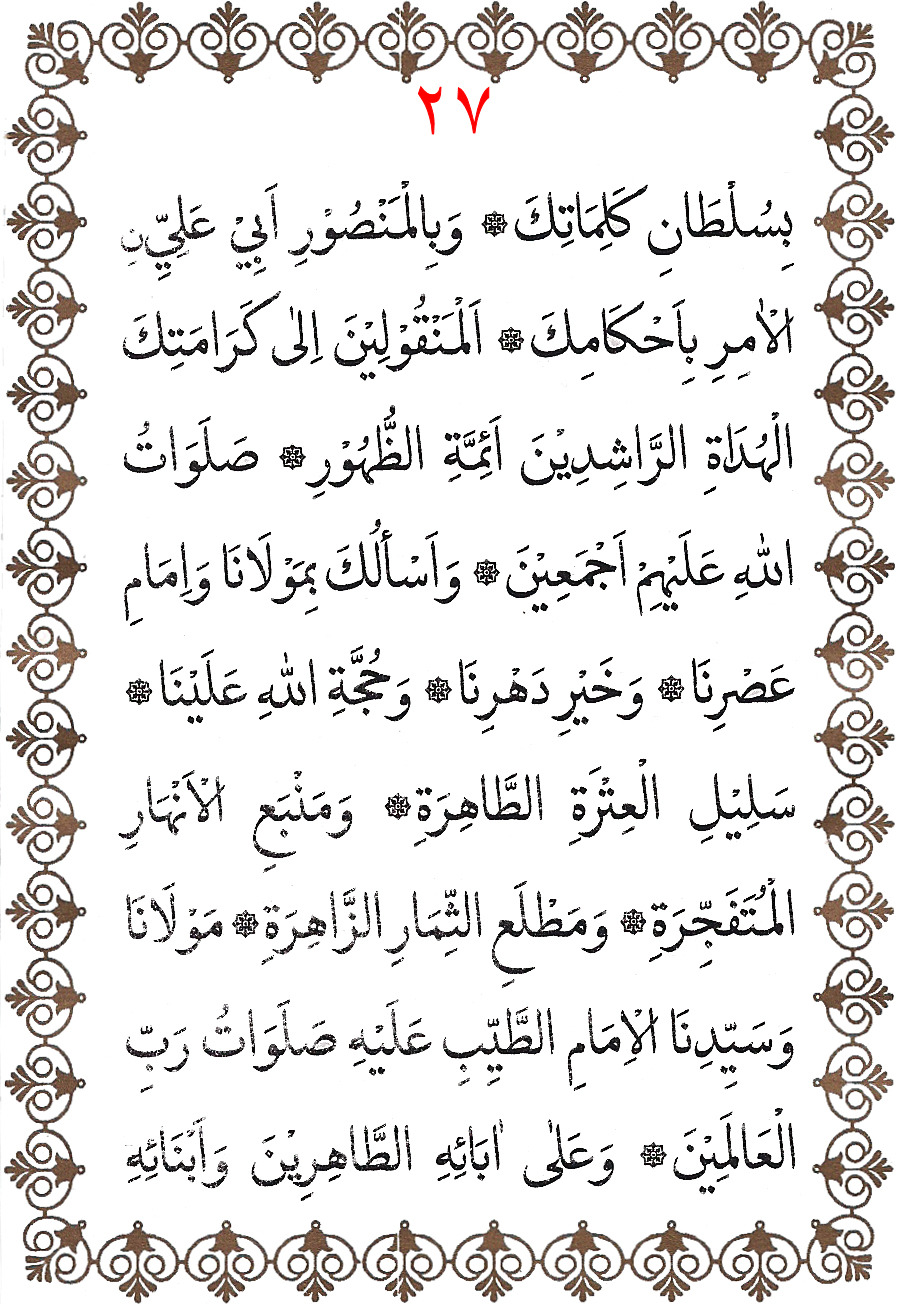 ٢٧
بِسُلْطَانِ كَلِمَاتِكَ ۞ وَبِالْمَنْصُوْرِ اَبِيْ عَلِيِّنِ
الْاٰمِرِ بِاَحْكَامِكَ ۞ اَلْمَنْقُوْلِيْنَ اِلٰى كَرَامَتِكَ
الْهُدَاةِ الرَّاشِدِيْنَ اَئِمَّةِ الظُّهُوْرِ ۞ صَلَوَاتُ
اللهِ عَلَيْهِمْ اَجْمَعِيْنَ ۞ وَاَسْأَلُكَ بِمَوْلَانَا وَاِمَامِ
عَصْرِنَا ۞ وَخَيْرِ دَهْرِنَا ۞ وَحُجَّةِ اللهِ عَلَيْنَا ۞
سَلِيْلِ الْعِتْرَةِ الطَّاهِرَةِ ۞ وَمَنْبَعِ الْاَنْهَارِ
الْمُتَفَجِّرَةِ ۞ وَمَطْلَعِ الثِّمَارِ الزَّاهِرَةِ ۞ مَوْلَانَا
وَسَيِّدِنَا الْاِمَامِ الطَّيِّبِ عَلَيْهِ صَلَوَاتُ رَبِّ
الْعَالَمِيْنَ ۞ وَعَلٰى اٰبَائِهِ الطَّاهِرِيْنَ وَاَبْنَائِهِ